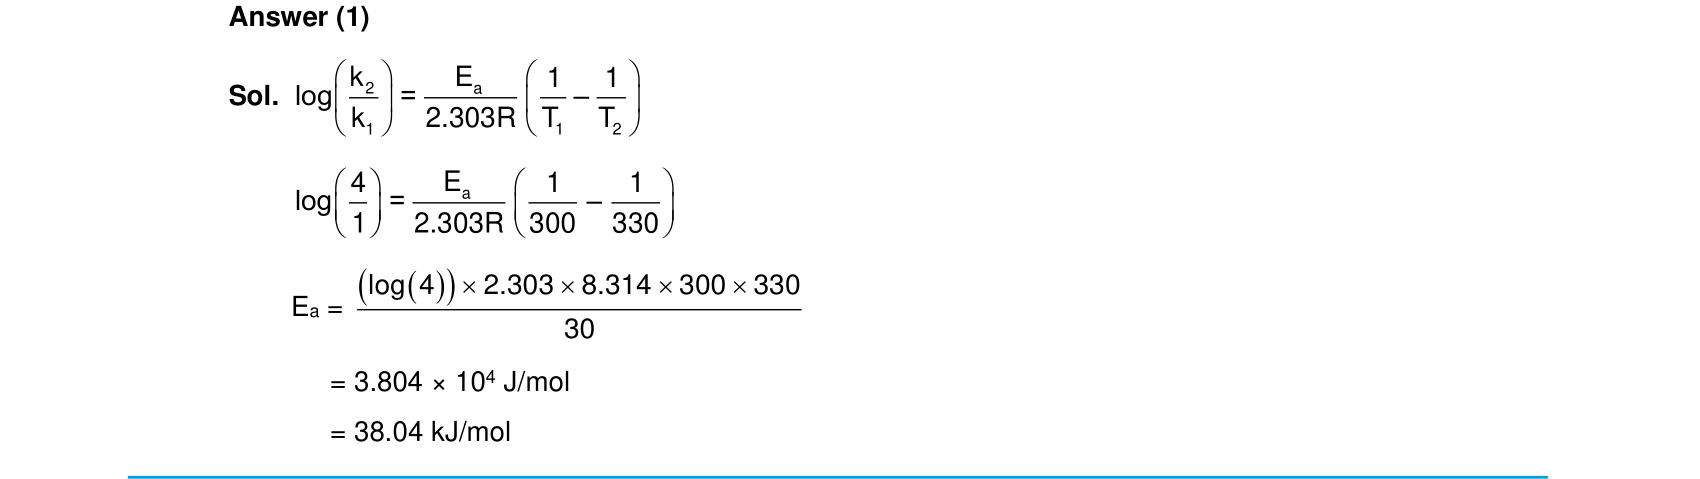 Answer (1)
Sol. log(k₂/k₁) = Eₐ/2.303R (1/T₁ − 1/T₂)
log(4/1) = Eₐ/2.303R (1/300 − 1/330)
Eₐ = (log(4)) × 2.303 × 8.314 × 300 × 330/30
= 3.804 × 10⁴ J/mol
= 38.04 kJ/mol